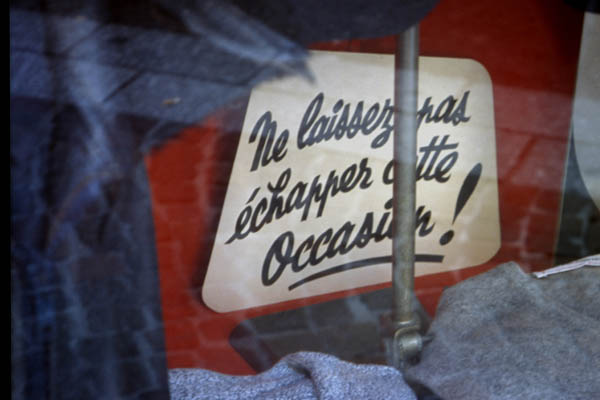 Ne laissez pas
échapper cette
Occasion !